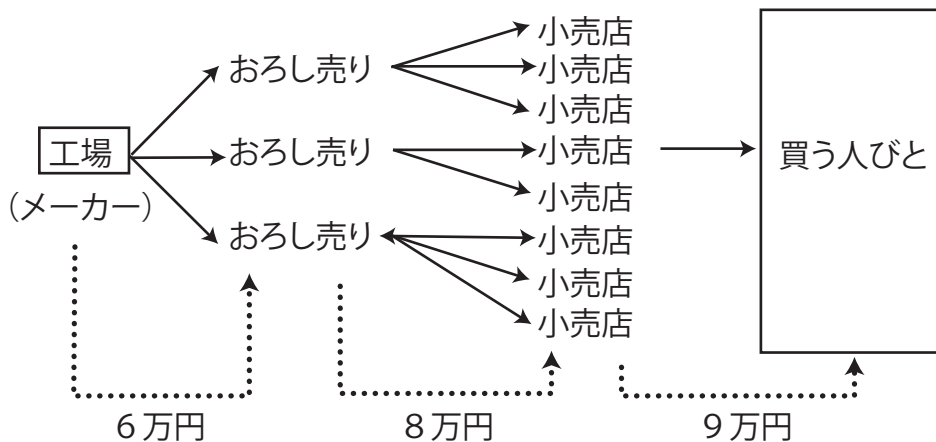 工場
(メーカー)
おろし売り
おろし売り
おろし売り
小売店
小売店
小売店
小売店
小売店
小売店
小売店
小売店
買う人びと
6万円
8万円
9万円